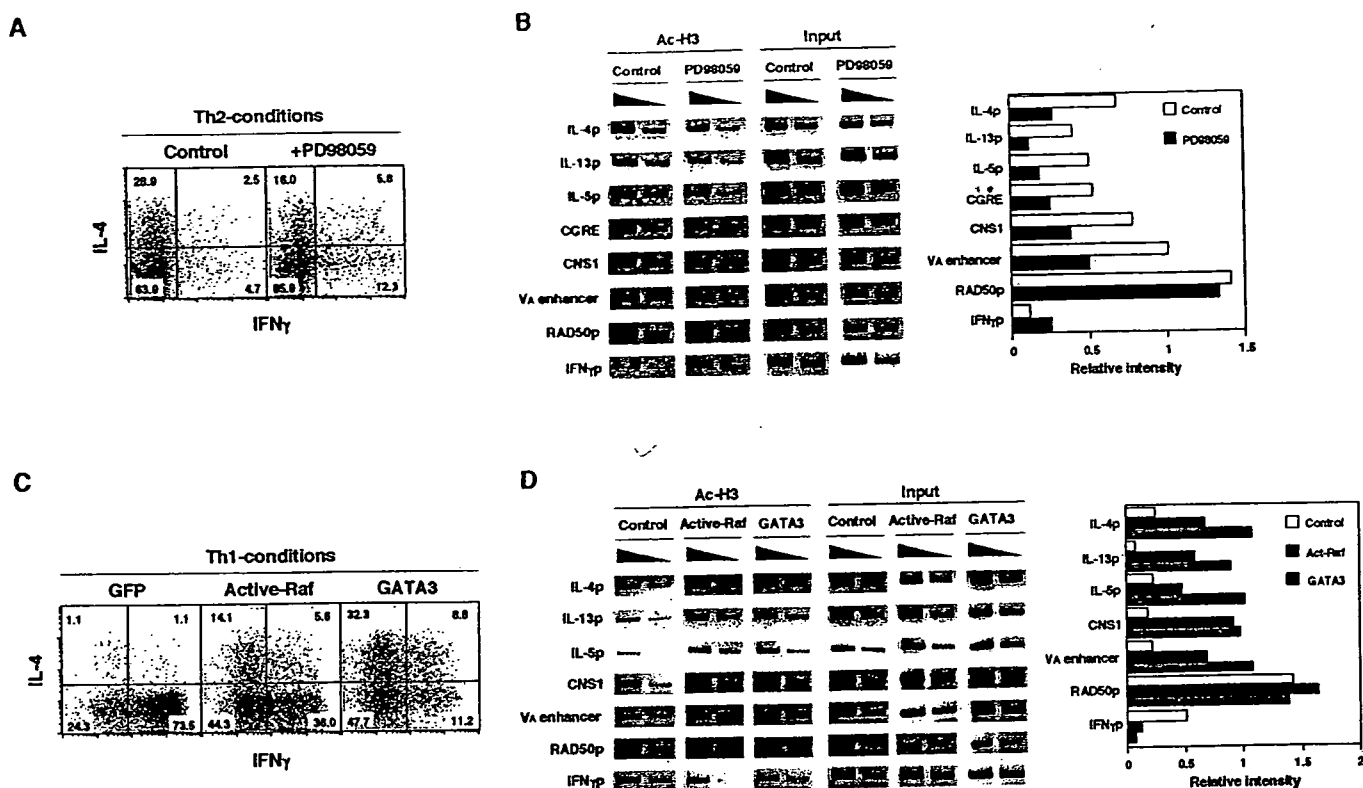 A
Th2-conditions
Control +PD98059
28.9 2.5 16.0 5.8
IL-4
4.7 12.3
IFNγ
B
Ac-H3 Input
Control PD98059 Control PD98059
IL-4p
IL-13p
IL-5p
CGRE
CNS1
VA enhancer
RAD50p
IFNγp
IL-4p
IL-13p
IL-5p
CGRE
CNS1
VA enhancer
RAD50p
IFNγp
Control
PD98059
0 0.5 1 1.5
Relative intensity
C
Th1-conditions
GFP Active-Raf GATA3
1.1 1.1 14.1 5.6 32.3 8.8
IL-4
24.3 73.5 44.3 36.0 47.7 11.2
IFNγ
D
Ac-H3 Input
Control Active-Raf GATA3 Control Active-Raf GATA3
IL-4p
IL-13p
IL-5p
CNS1
VA enhancer
RAD50p
IFNγp
IL-4p
IL-13p
IL-5p
CNS1
VA enhancer
RAD50p
IFNγp
Control
Act-Raf
GATA3
0 0.5 1 1.5 2
Relative intensity